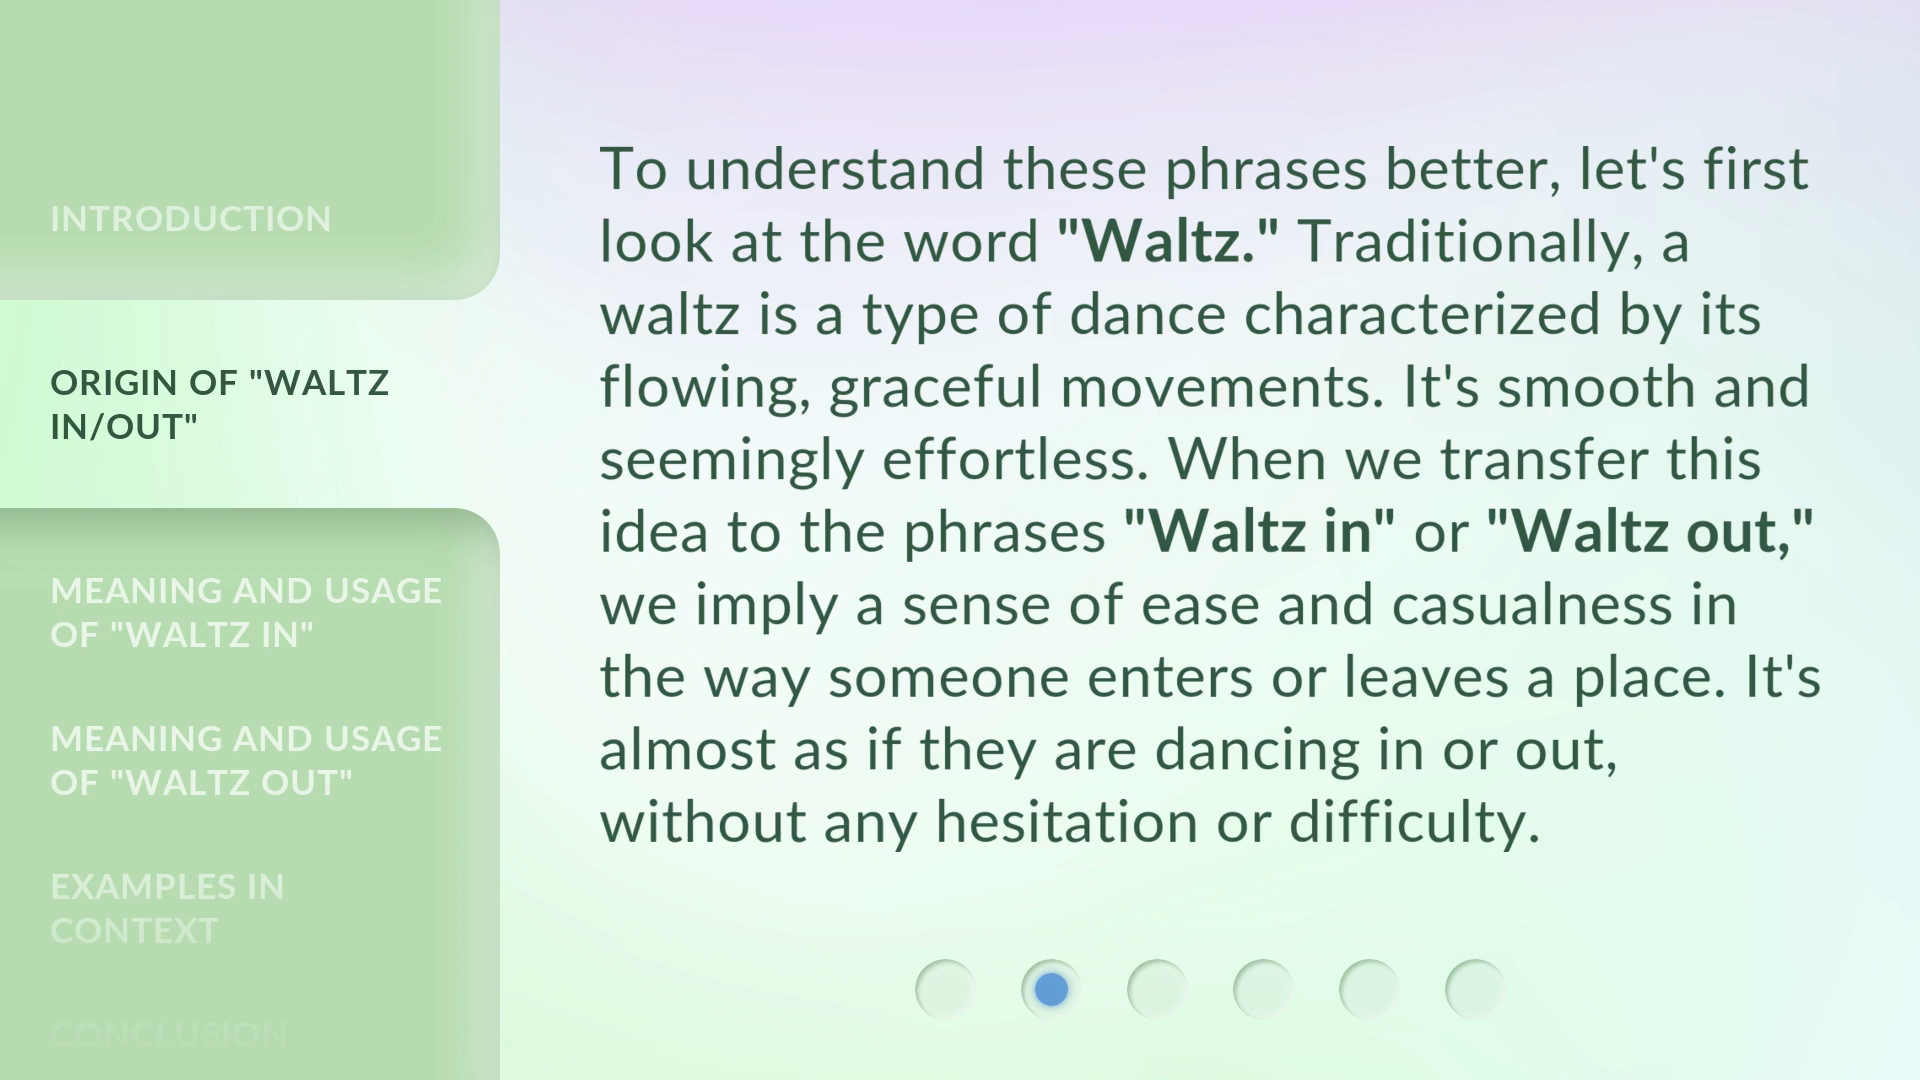 INTRODUCTION
ORIGIN OF "WALTZ
IN/OUT"
MEANING AND USAGE
OF "WALTZ IN"
MEANING AND USAGE
OF "WALTZ OUT"
EXAMPLES IN
CONTEXT
CONCLUSION
To understand these phrases better, let's first
look at the word "Waltz." Traditionally, a
waltz is a type of dance characterized by its
flowing, graceful movements. It's smooth and
seemingly effortless. When we transfer this
idea to the phrases "Waltz in" or "Waltz out,"
we imply a sense of ease and casualness in
the way someone enters or leaves a place. It's
almost as if they are dancing in or out,
without any hesitation or difficulty.